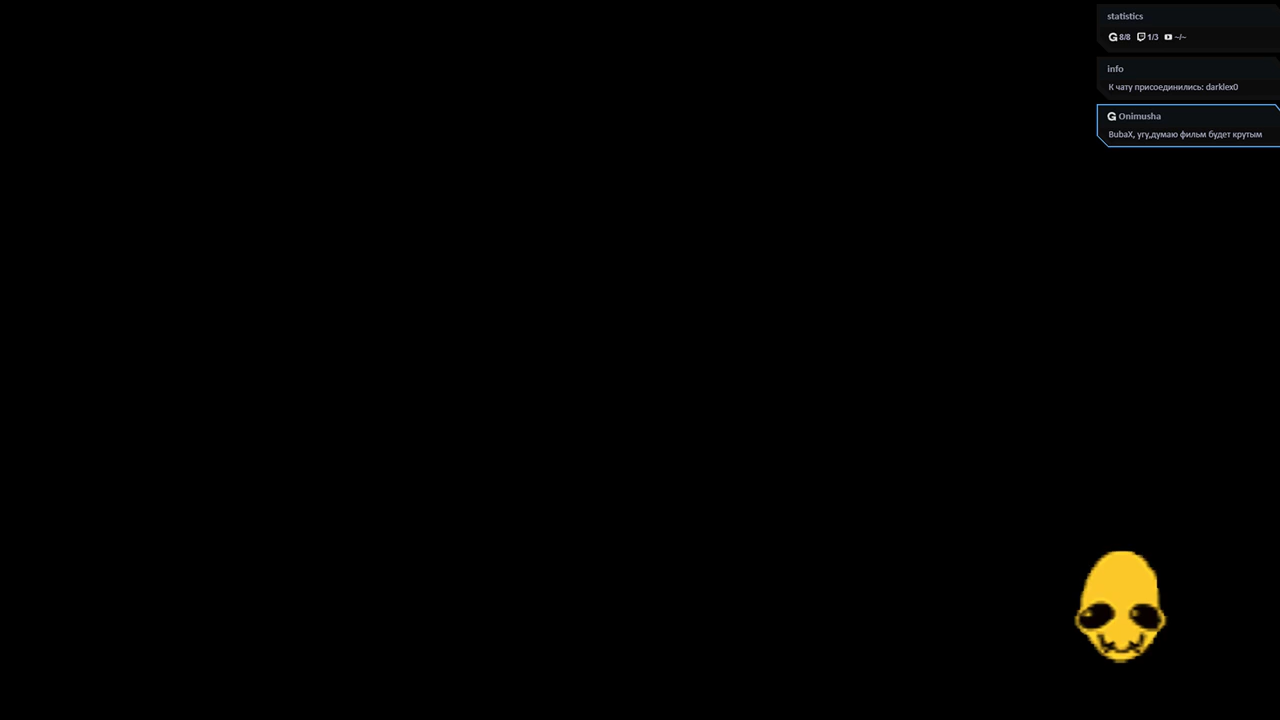 statistics
8/8 1/3 ~/~
info
К чату присоединились: darklex0
Onimusha
BubaX, угу,думаю фильм будет крутым